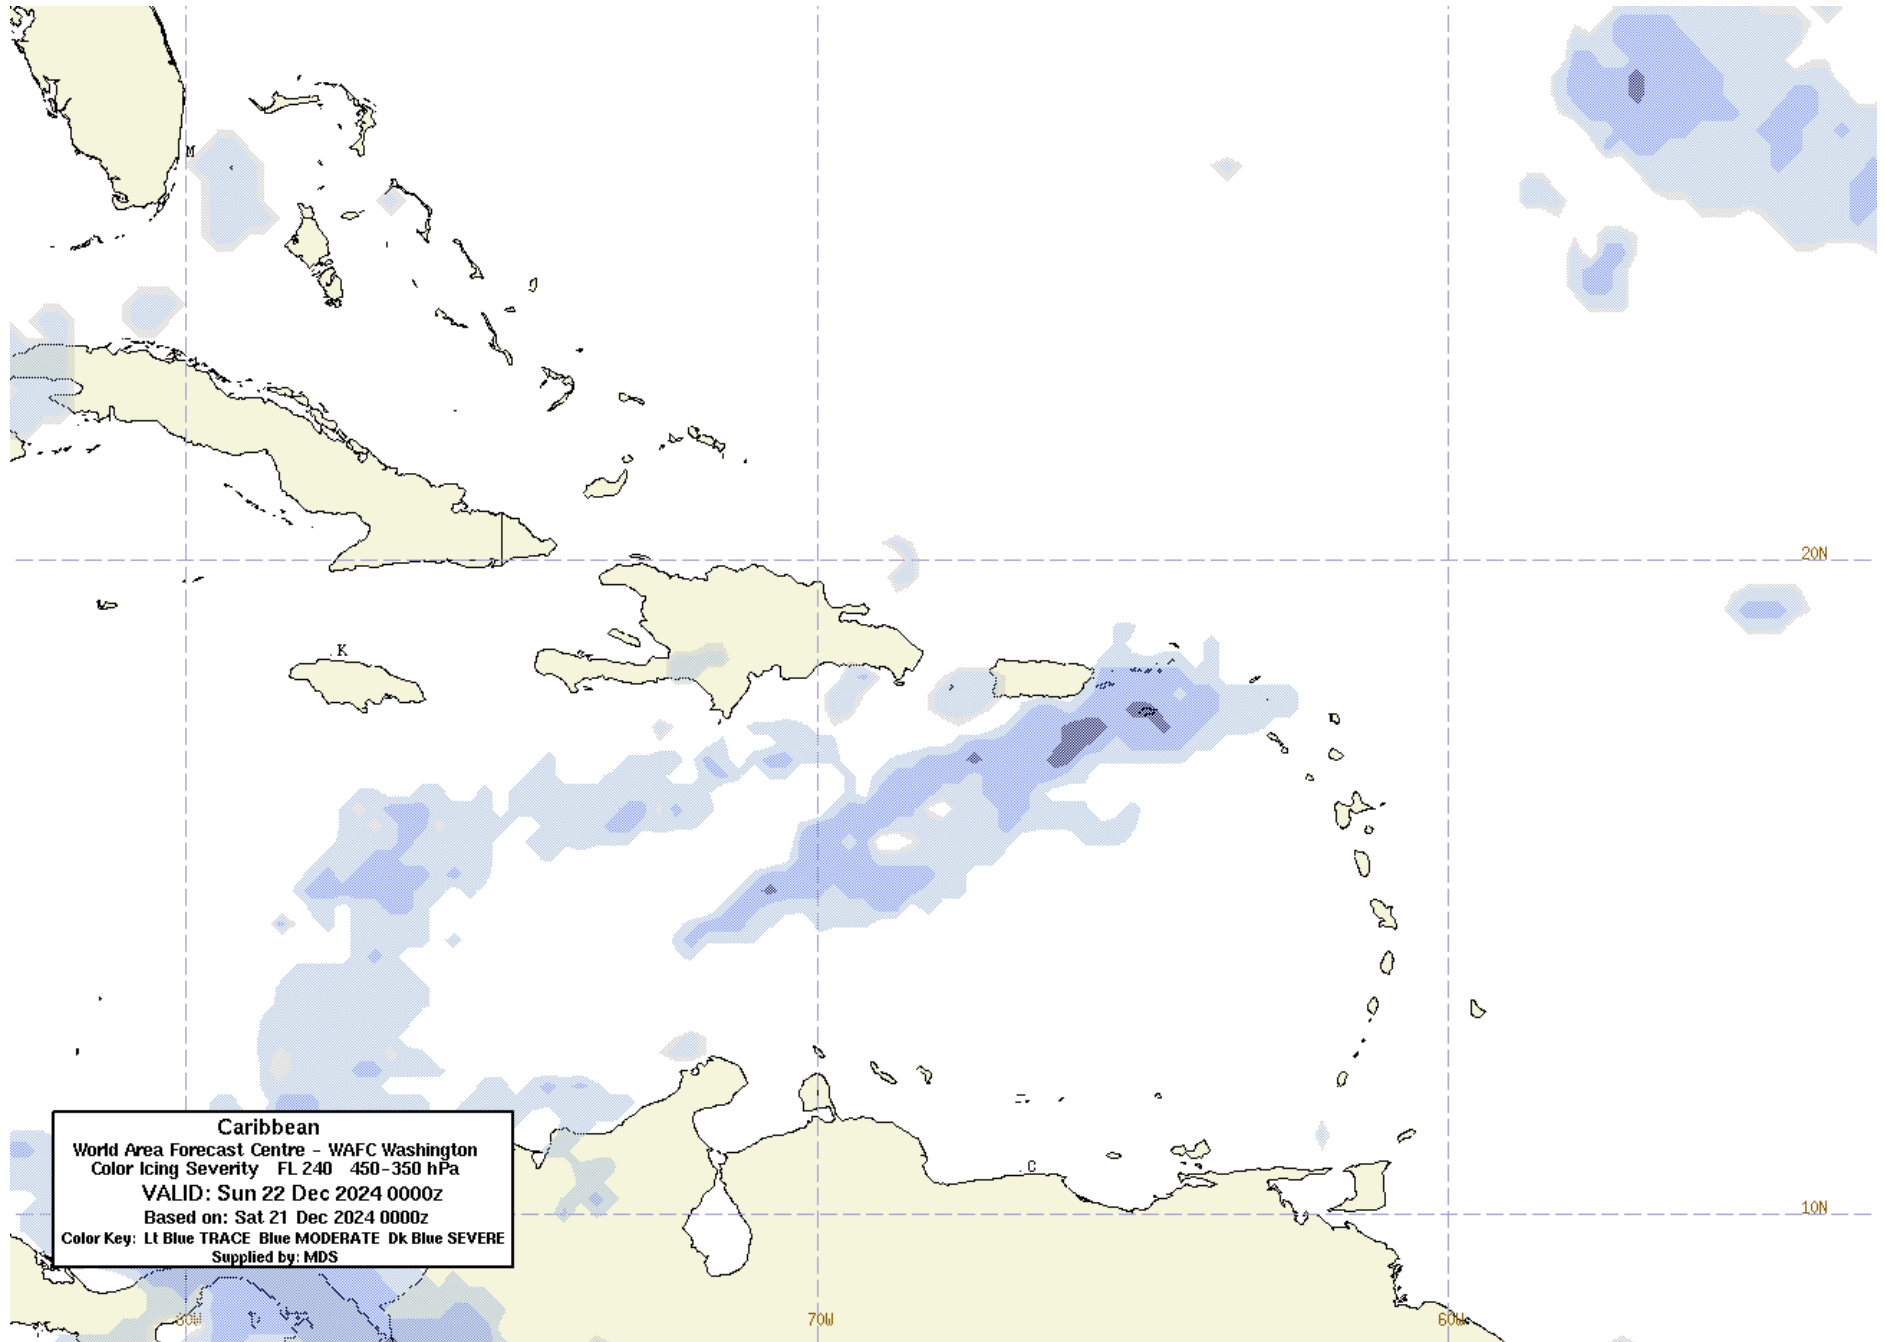 M
20N
K
C
10N
Caribbean
World Area Forecast Centre - WAFC Washington
Color Icing Severity FL 240 450-350 hPa
VALID: Sun 22 Dec 2024 0000z
Based on: Sat 21 Dec 2024 0000z
Color Key: Lt Blue TRACE Blue MODERATE Dk Blue SEVERE
Supplied by: MDS
80W
70W
60W